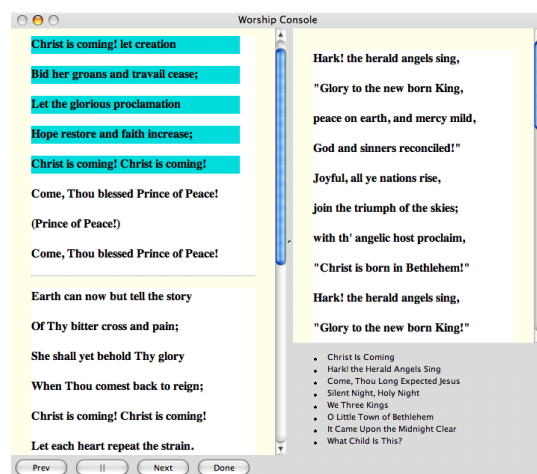 Worship Console
Christ is coming! let creation
Bid her groans and travail cease;
Let the glorious proclamation
Hope restore and faith increase;
Christ is coming! Christ is coming!
Come, Thou blessed Prince of Peace!
(Prince of Peace!)
Come, Thou blessed Prince of Peace!
Earth can now but tell the story
Of Thy bitter cross and pain;
She shall yet behold Thy glory
When Thou comest back to reign;
Christ is coming! Christ is coming!
Let each heart repeat the strain.
Hark! the herald angels sing,
"Glory to the new born King,
peace on earth, and mercy mild,
God and sinners reconciled!"
Joyful, all ye nations rise,
join the triumph of the skies;
with th' angelic host proclaim,
"Christ is born in Bethlehem!"
Hark! the herald angels sing,
"Glory to the new born King!"
Christ Is Coming
Hark! the Herald Angels Sing
Come, Thou Long Expected Jesus
Silent Night, Holy Night
We Three Kings
O Little Town of Bethlehem
It Came Upon the Midnight Clear
What Child Is This?
Prev || Next Done